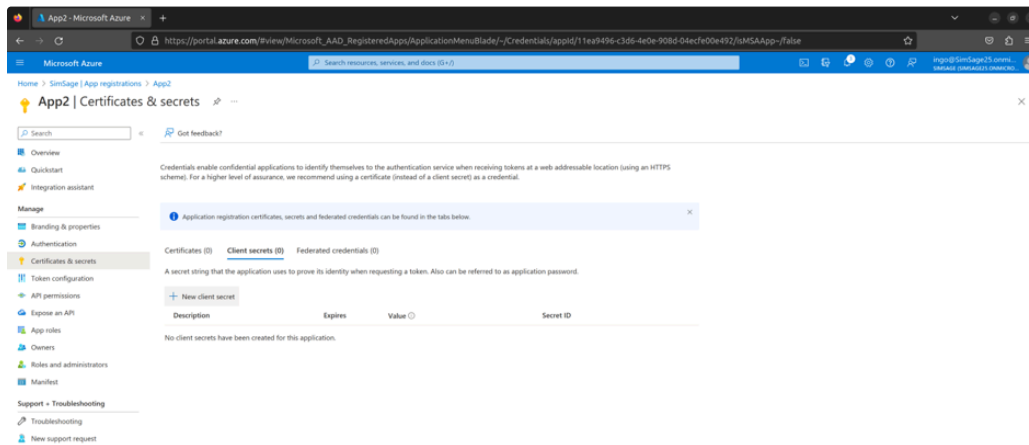 App2 - Microsoft Azure
https://portal.azure.com/#view/Microsoft_AAD_RegisteredApps/ApplicationMenuBlade/~/Credentials/appId/11ea9496-c3d6-4e0e-908d-04ecfe00e492/isMSAApp~/false
Microsoft Azure
Search resources, services, and docs (G+/)
ingo@SimSage25.onmi...
SIMSAGE (SIMSAGE25.ONMICRO...
Home > SimSage | App registrations > App2
App2 | Certificates & secrets
Search
Got feedback?
Overview
Quickstart
Integration assistant
Credentials enable confidential applications to identify themselves to the authentication service when receiving tokens at a web addressable location (using an HTTPS
scheme). For a higher level of assurance, we recommend using a certificate (instead of a client secret) as a credential.
Manage
Branding & properties
Authentication
Certificates & secrets
Token configuration
API permissions
Expose an API
App roles
Owners
Roles and administrators
Manifest
Application registration certificates, secrets and federated credentials can be found in the tabs below.
Certificates (0) Client secrets (0) Federated credentials (0)
A secret string that the application uses to prove its identity when requesting a token. Also can be referred to as application password.
New client secret
Description Expires Value Secret ID
No client secrets have been created for this application.
Support + Troubleshooting
Troubleshooting
New support request